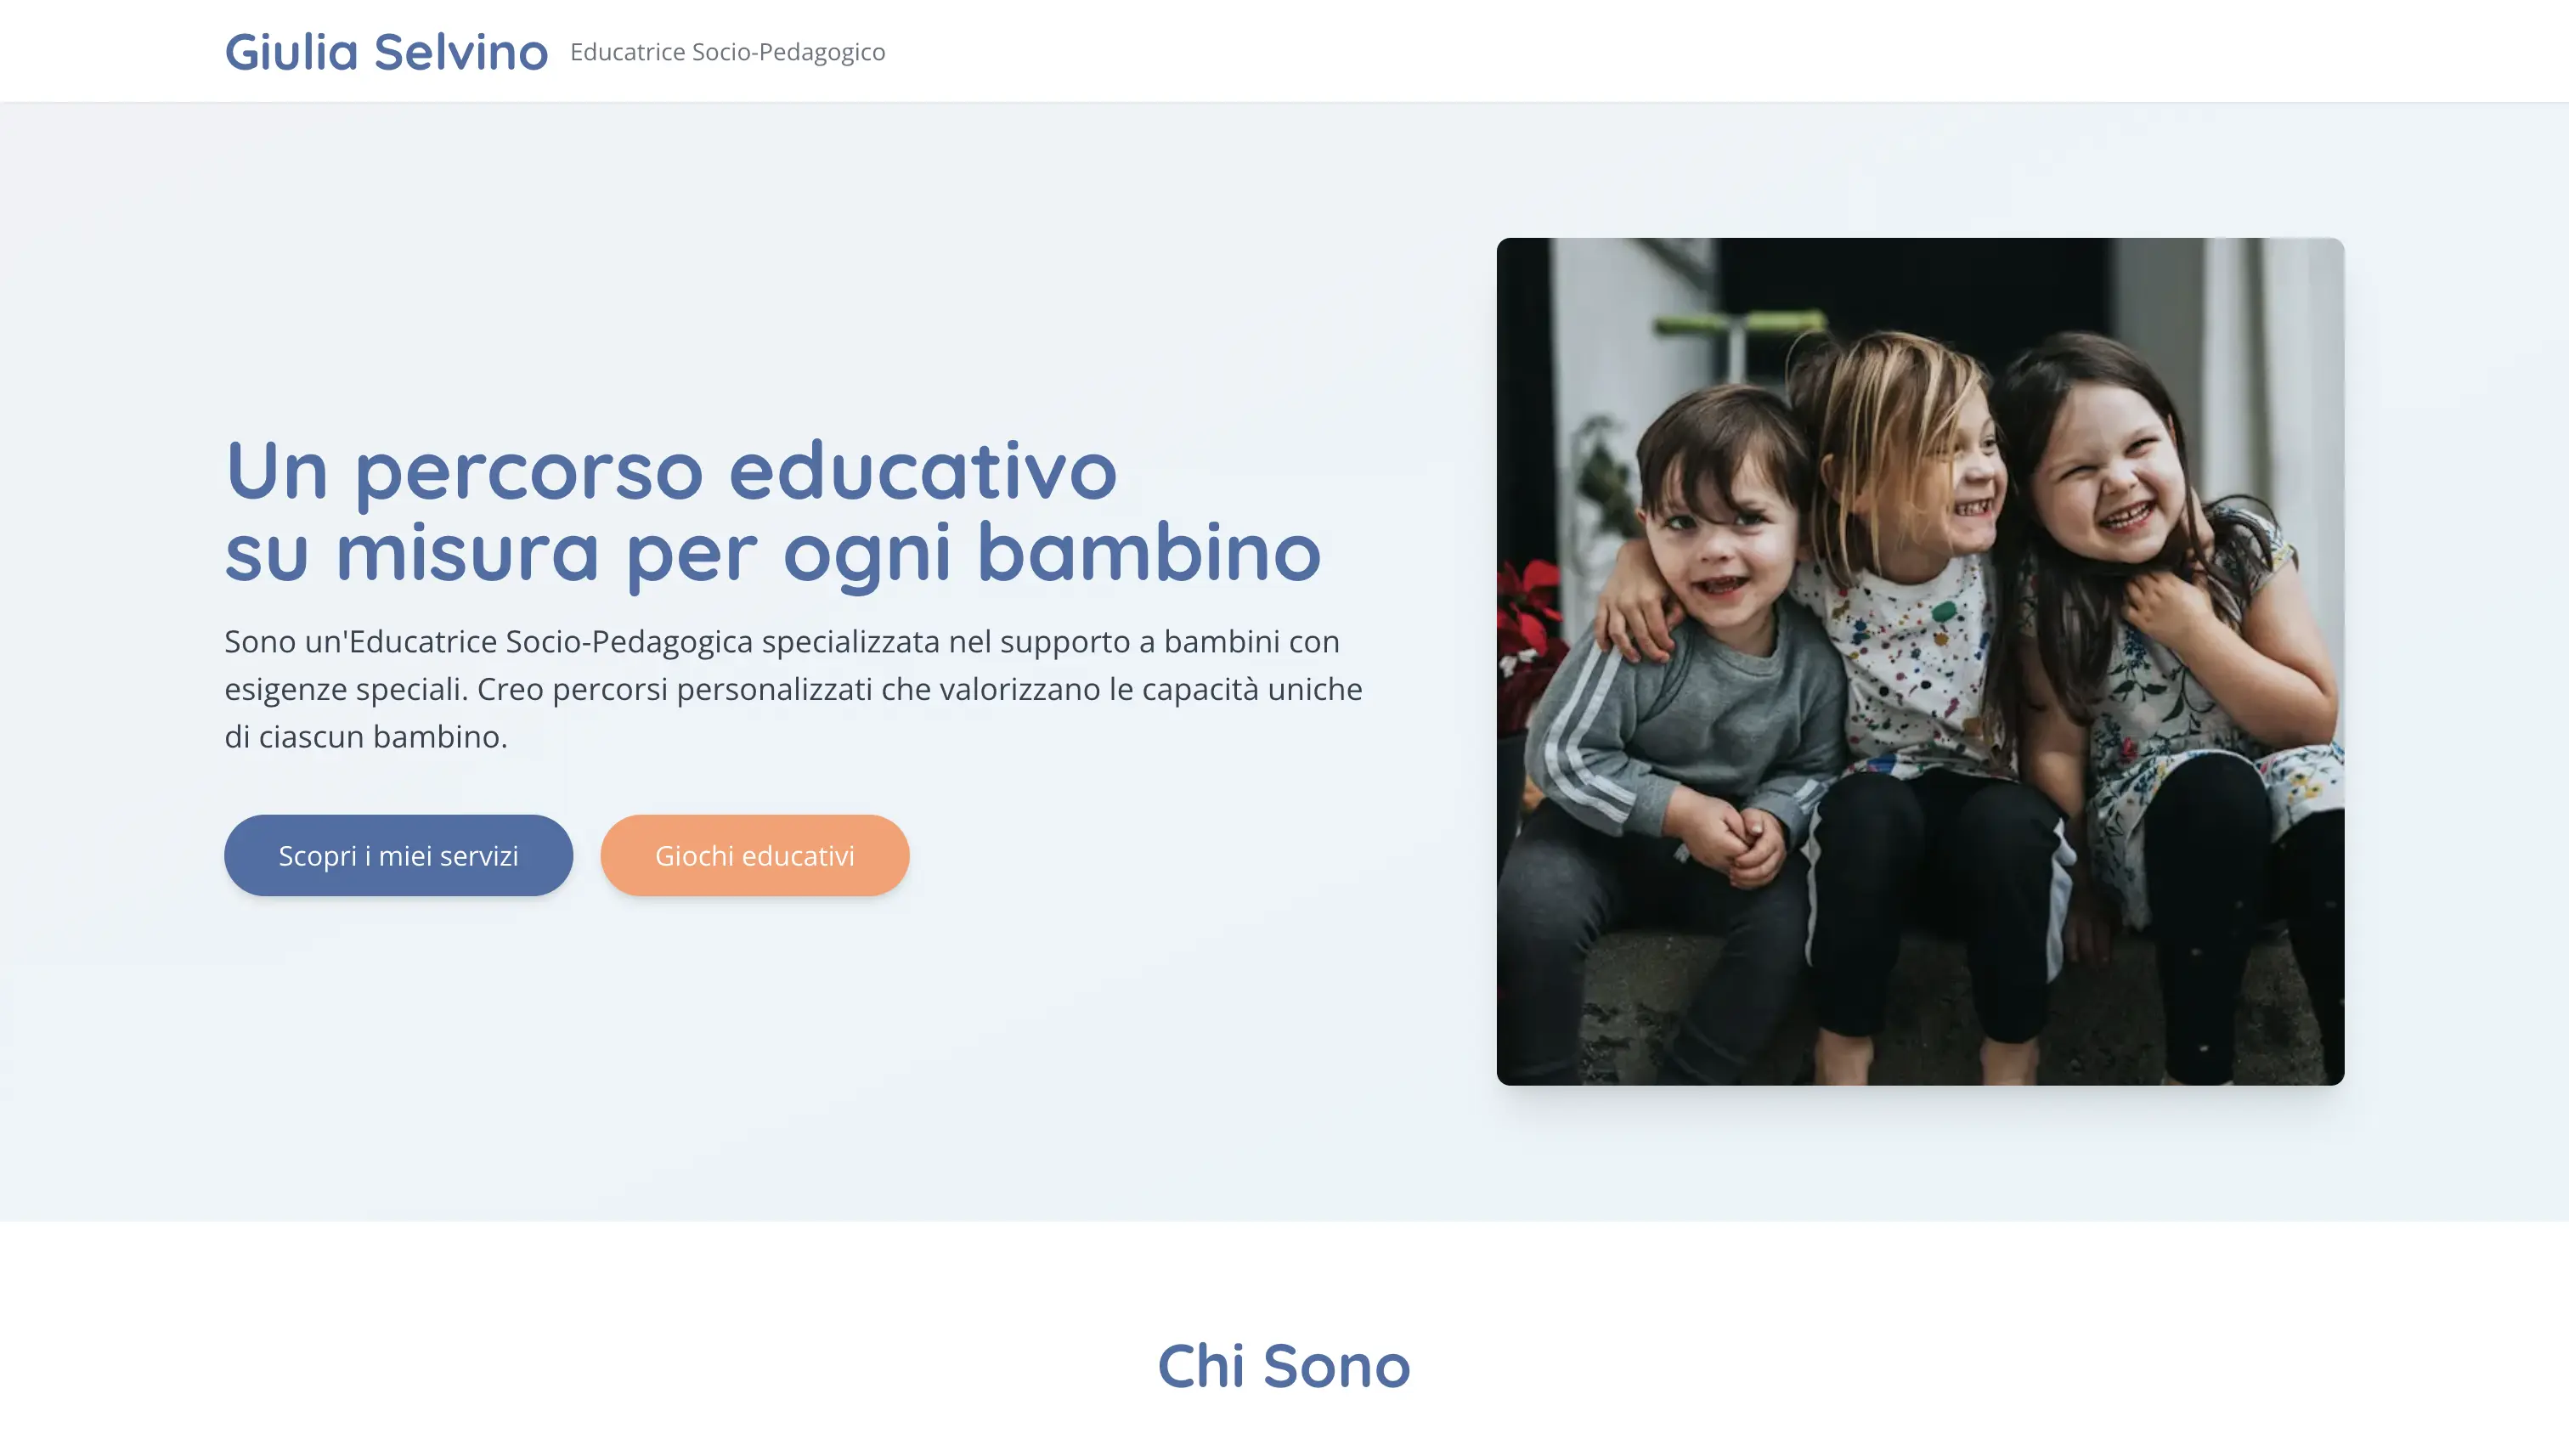 Giulia Selvino Educatrice Socio-Pedagogico
Un percorso educativo
su misura per ogni bambino
Sono un'Educatrice Socio-Pedagogica specializzata nel supporto a bambini con
esigenze speciali. Creo percorsi personalizzati che valorizzano le capacità uniche
di ciascun bambino.
Scopri i miei servizi
Giochi educativi
Chi Sono